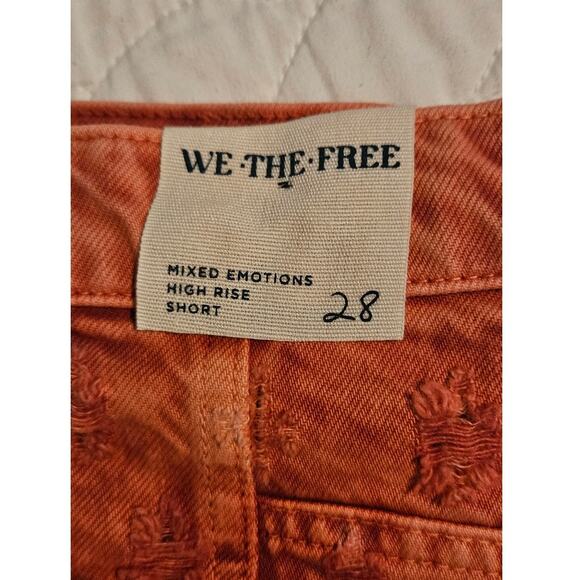 WE·THE·FREE
MIXED EMOTIONS
HIGH RISE
SHORT 28